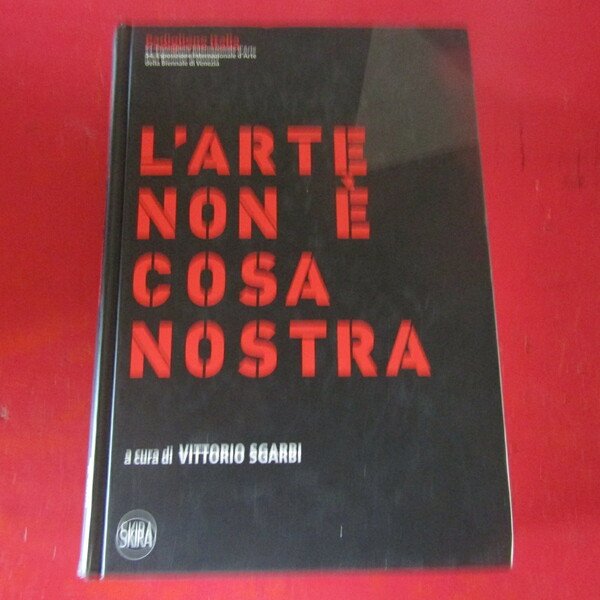 Padiglione Italia
54. Esposizione Internazionale d'Arte
della Biennale di Venezia
L'ARTE
NON È
COSA
NOSTRA
a cura di VITTORIO SGARBI
SKIRA